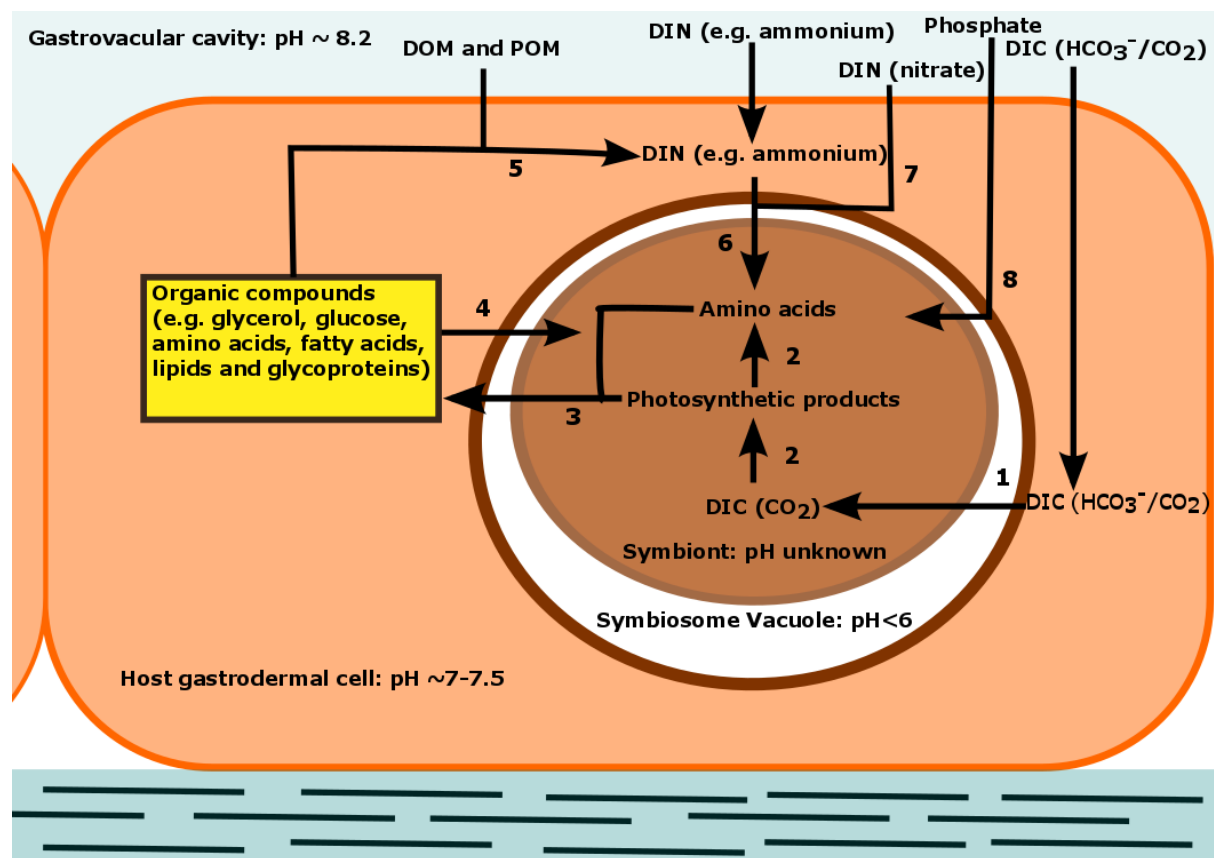 Gastrovacular cavity: pH ~ 8.2
DOM and POM
DIN (e.g. ammonium)
Phosphate
DIC (HCO₃⁻/CO₂)
DIN (nitrate)
DIN (e.g. ammonium)
5
7
6
8
Organic compounds
(e.g. glycerol, glucose,
amino acids, fatty acids,
lipids and glycoproteins)
4
Amino acids
2
3
Photosynthetic products
2
1
DIC (CO₂)
DIC (HCO₃⁻/CO₂)
Symbiont: pH unknown
Symbiosome Vacuole: pH<6
Host gastrodermal cell: pH ~7-7.5